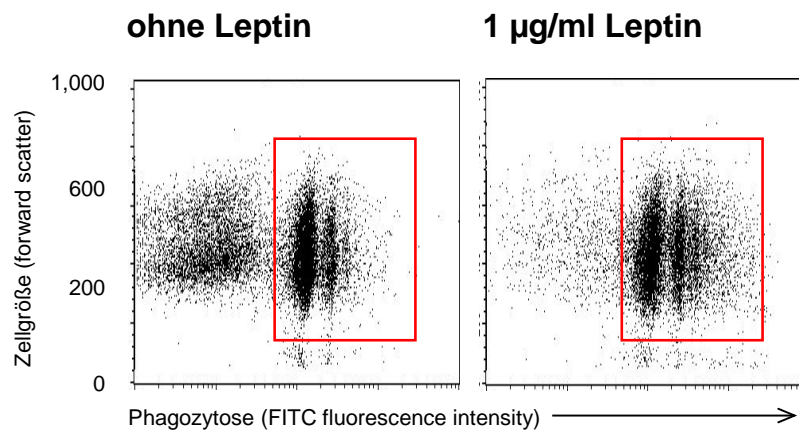 ohne Leptin
1 µg/ml Leptin
Zellgröße (forward scatter)
1,000
600
200
0
Phagozytose (FITC fluorescence intensity)